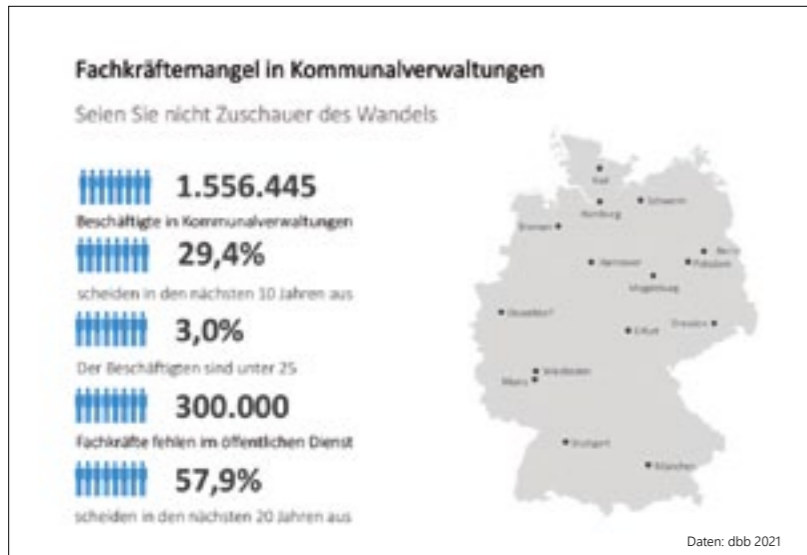 Fachkräftemangel in Kommunalverwaltungen
Seien Sie nicht Zuschauer des Wandels
1.556.445
Beschäftigte in Kommunalverwaltungen
29,4%
scheiden in den nächsten 10 Jahren aus
3,0%
Der Beschäftigten sind unter 25
300.000
Fachkräfte fehlen im öffentlichen Dienst
57,9%
scheiden in den nächsten 20 Jahren aus
Kiel
Schwerin
Hamburg
Bremen
Berlin
Hannover
Potsdam
Magdeburg
Düsseldorf
Dresden
Erfurt
Wiesbaden
Mainz
Stuttgart
München
Daten: dbb 2021